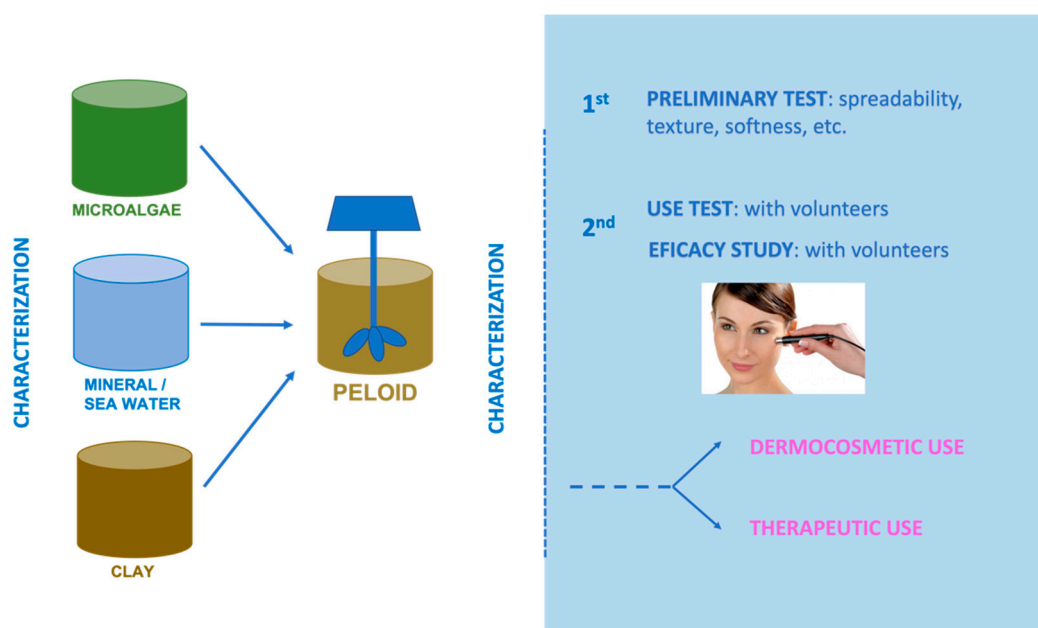 CHARACTERIZATION
MICROALGAE
MINERAL /
SEA WATER
CLAY
PELOID
CHARACTERIZATION
1st PRELIMINARY TEST: spreadability,
texture, softness, etc.
2nd
USE TEST: with volunteers
EFICACY STUDY: with volunteers
DERMOCOSMETIC USE
THERAPEUTIC USE